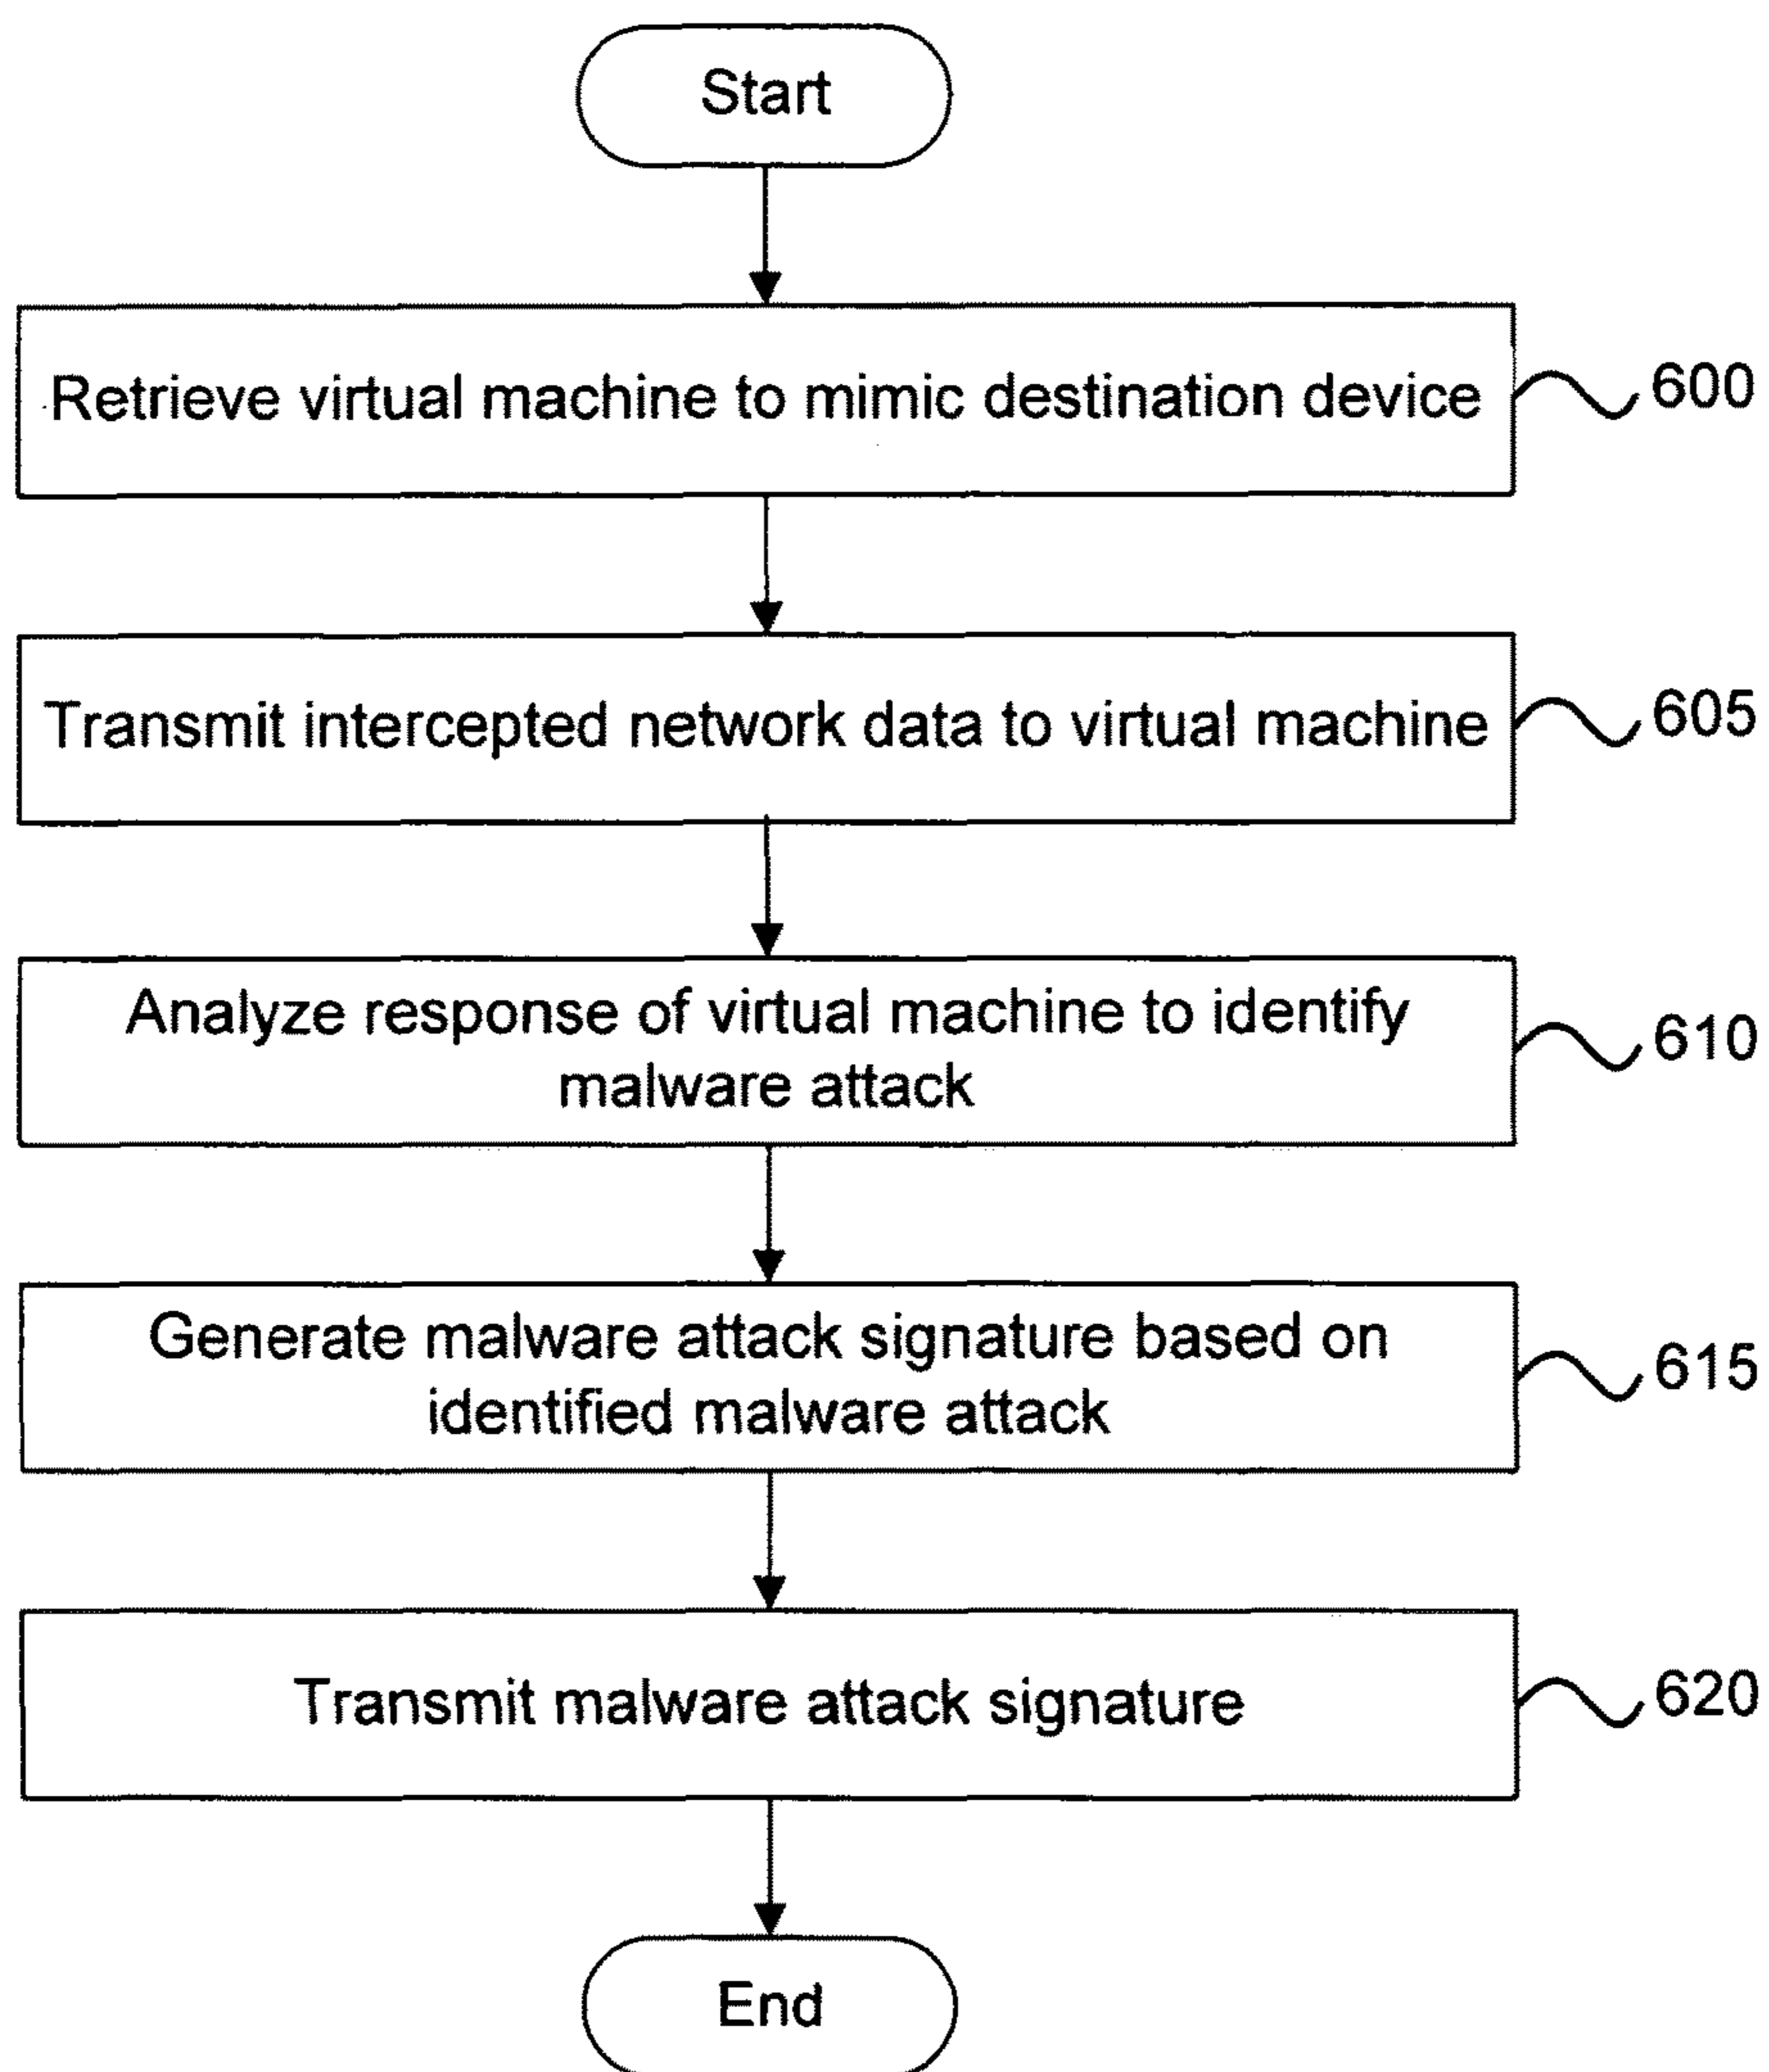 Start
Retrieve virtual machine to mimic destination device
600
Transmit intercepted network data to virtual machine
605
Analyze response of virtual machine to identify
malware attack
610
Generate malware attack signature based on
identified malware attack
615
Transmit malware attack signature
620
End